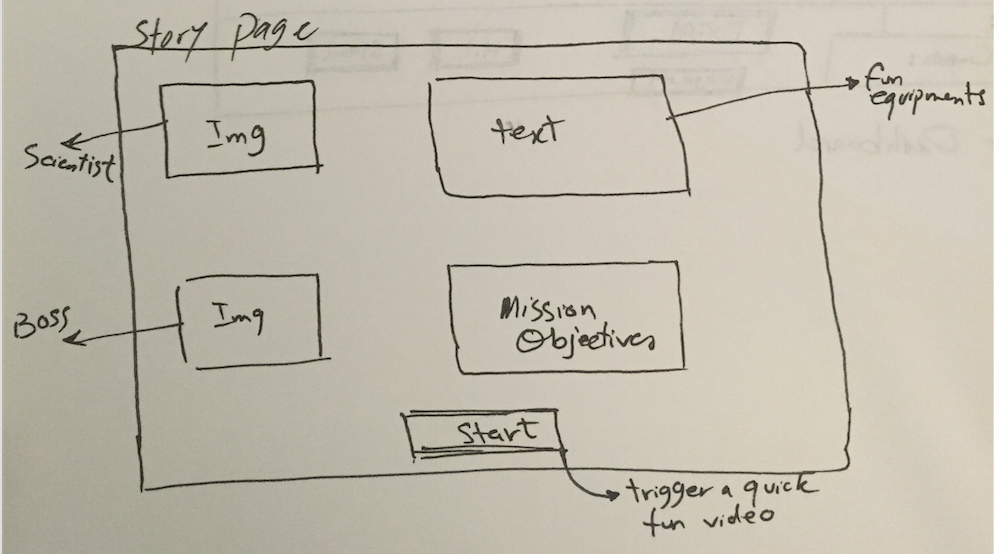 Story page
Img
text
fun
equipments
Scientist
Img
Mission
Objectives
Boss
Start
trigger a quick
fun video